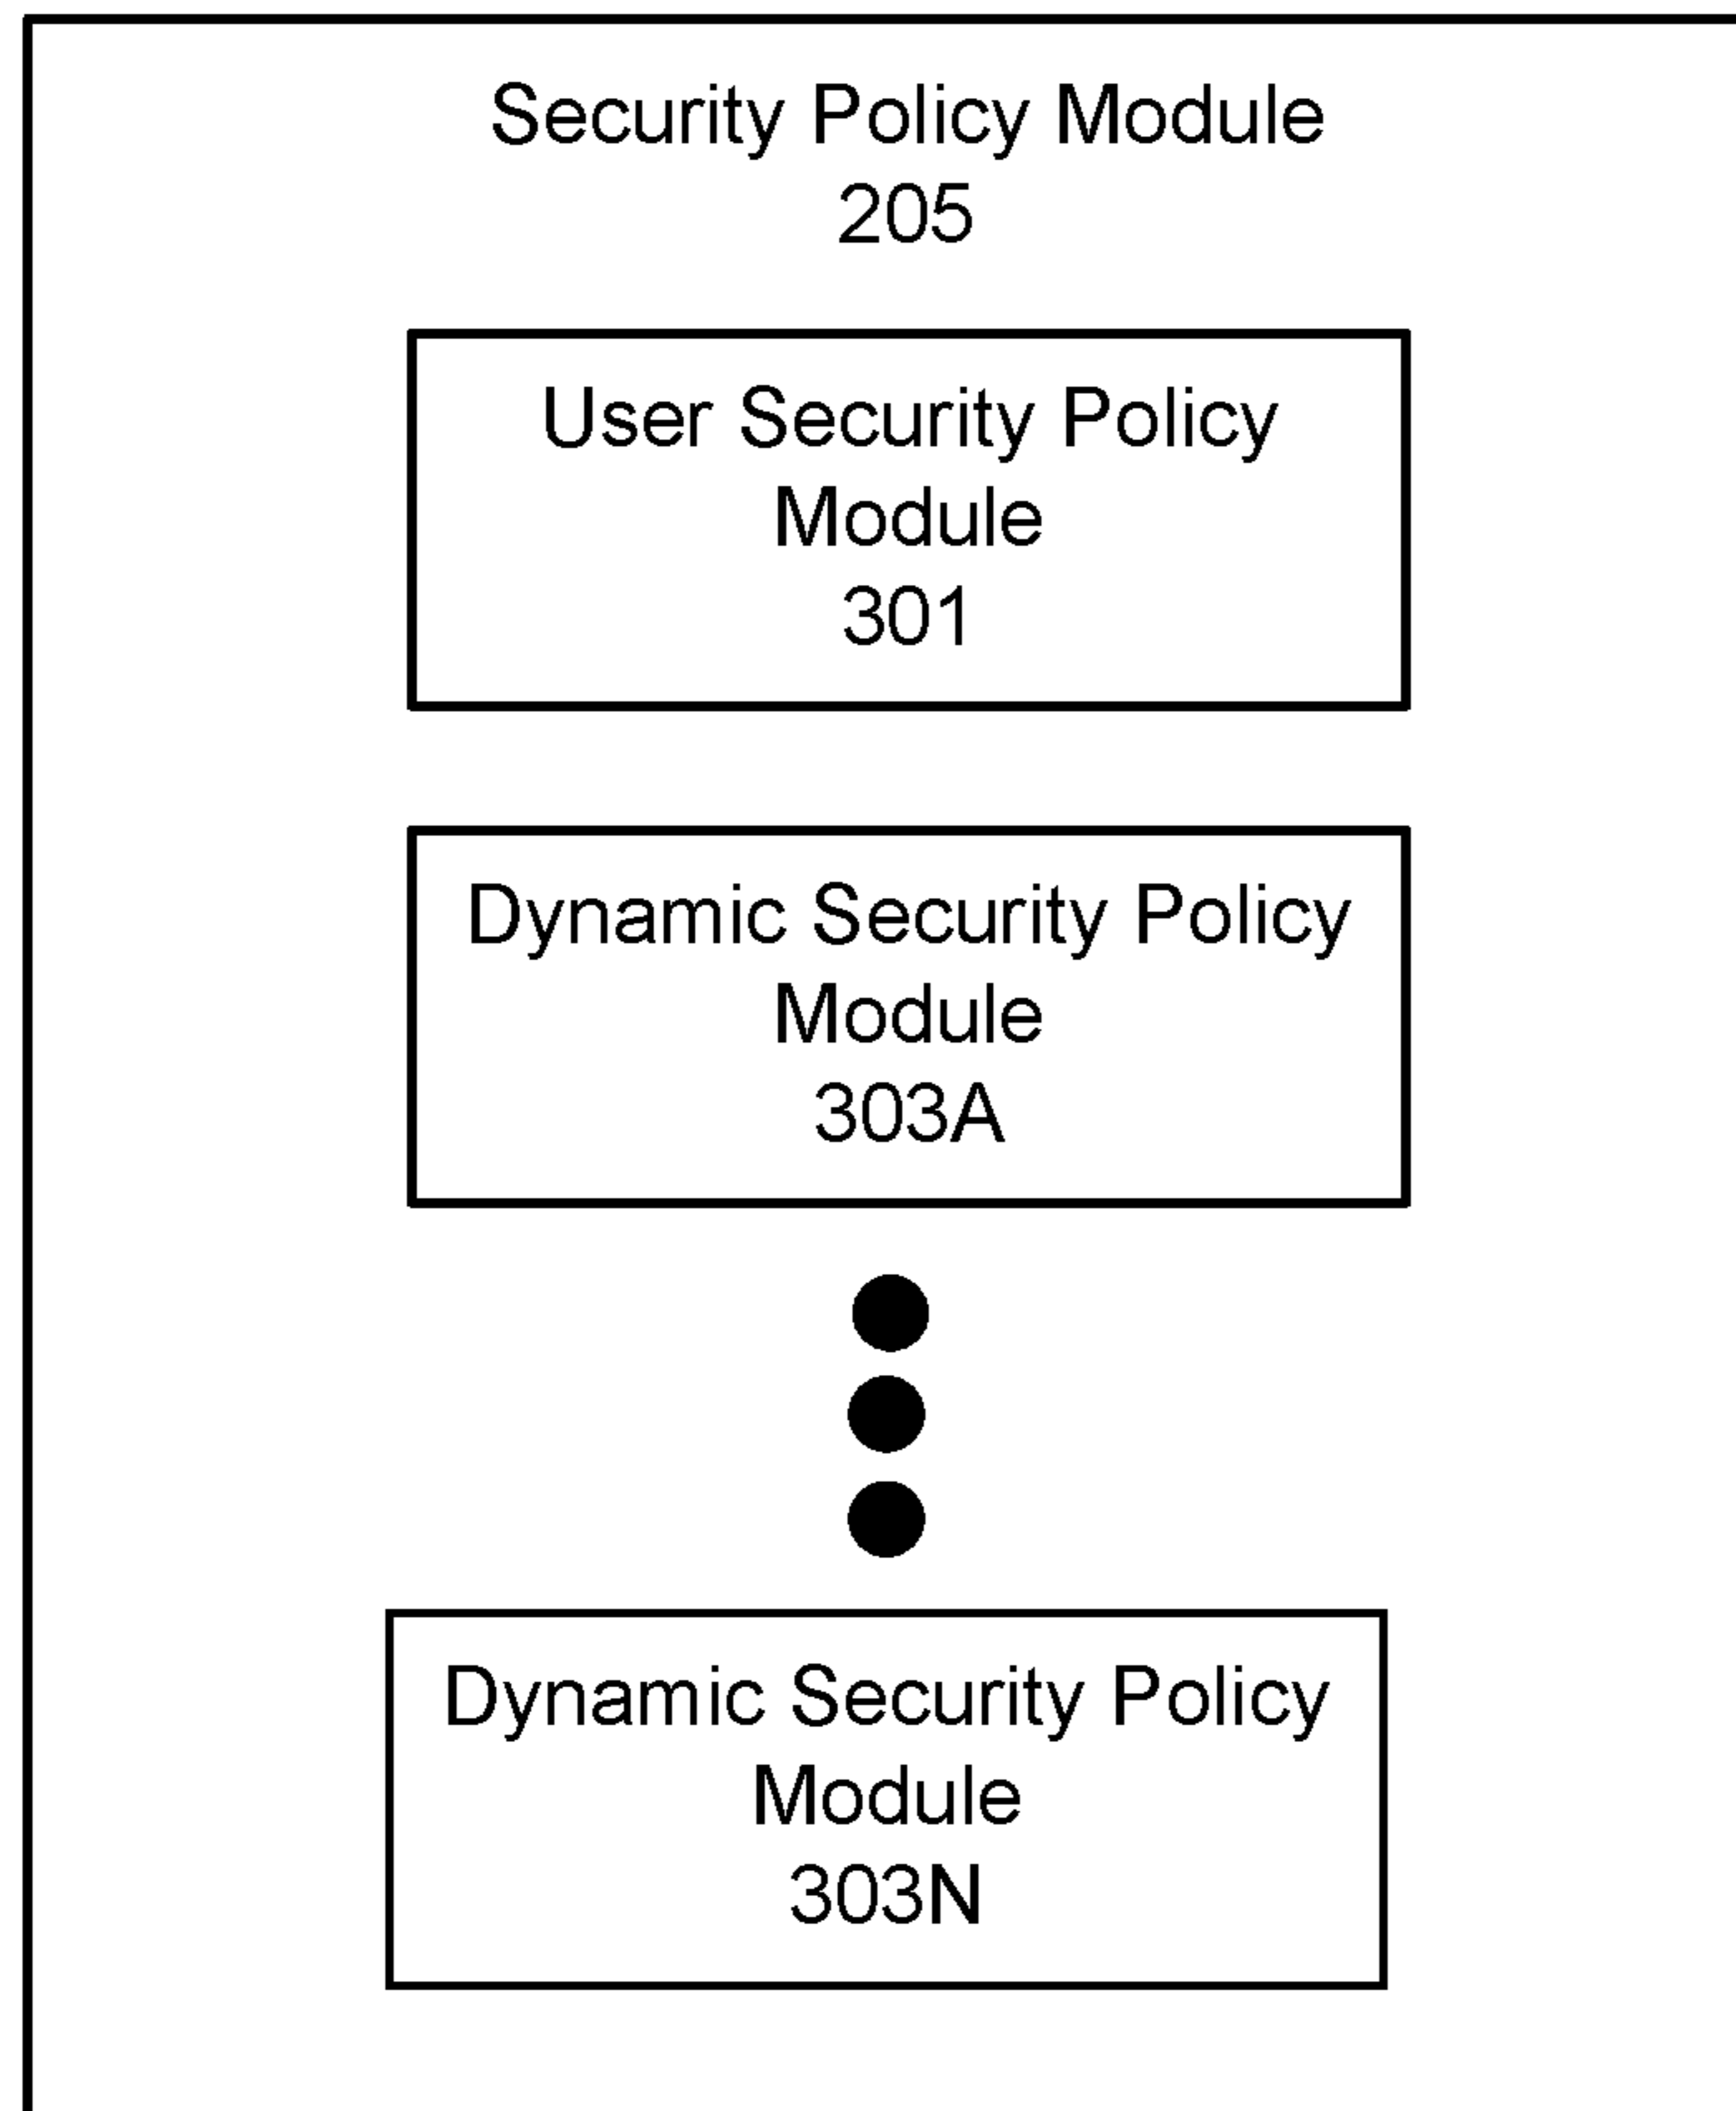 Security Policy Module
205
User Security Policy
Module
301
Dynamic Security Policy
Module
303A
Dynamic Security Policy
Module
303N